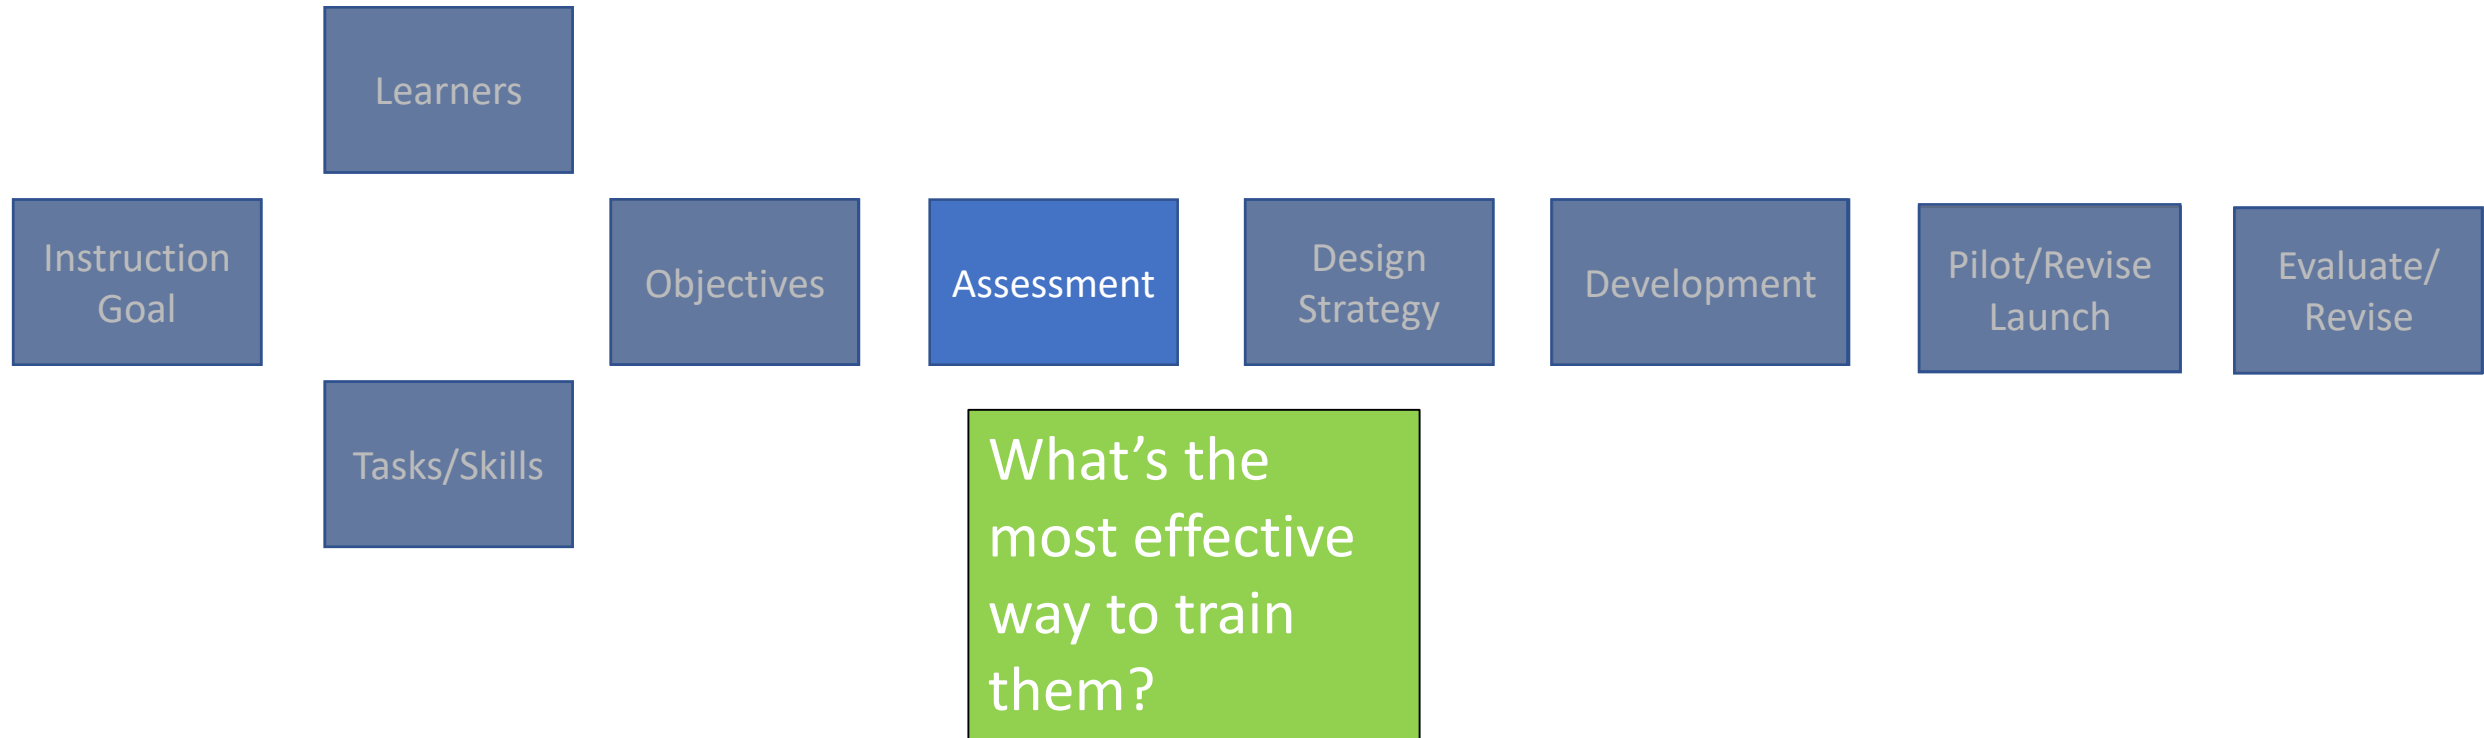 Learners
Instruction
Goal
Objectives
Assessment
Design
Strategy
Development
Pilot/Revise
Launch
Evaluate/
Revise
Tasks/Skills
What’s the
most effective
way to train
them?